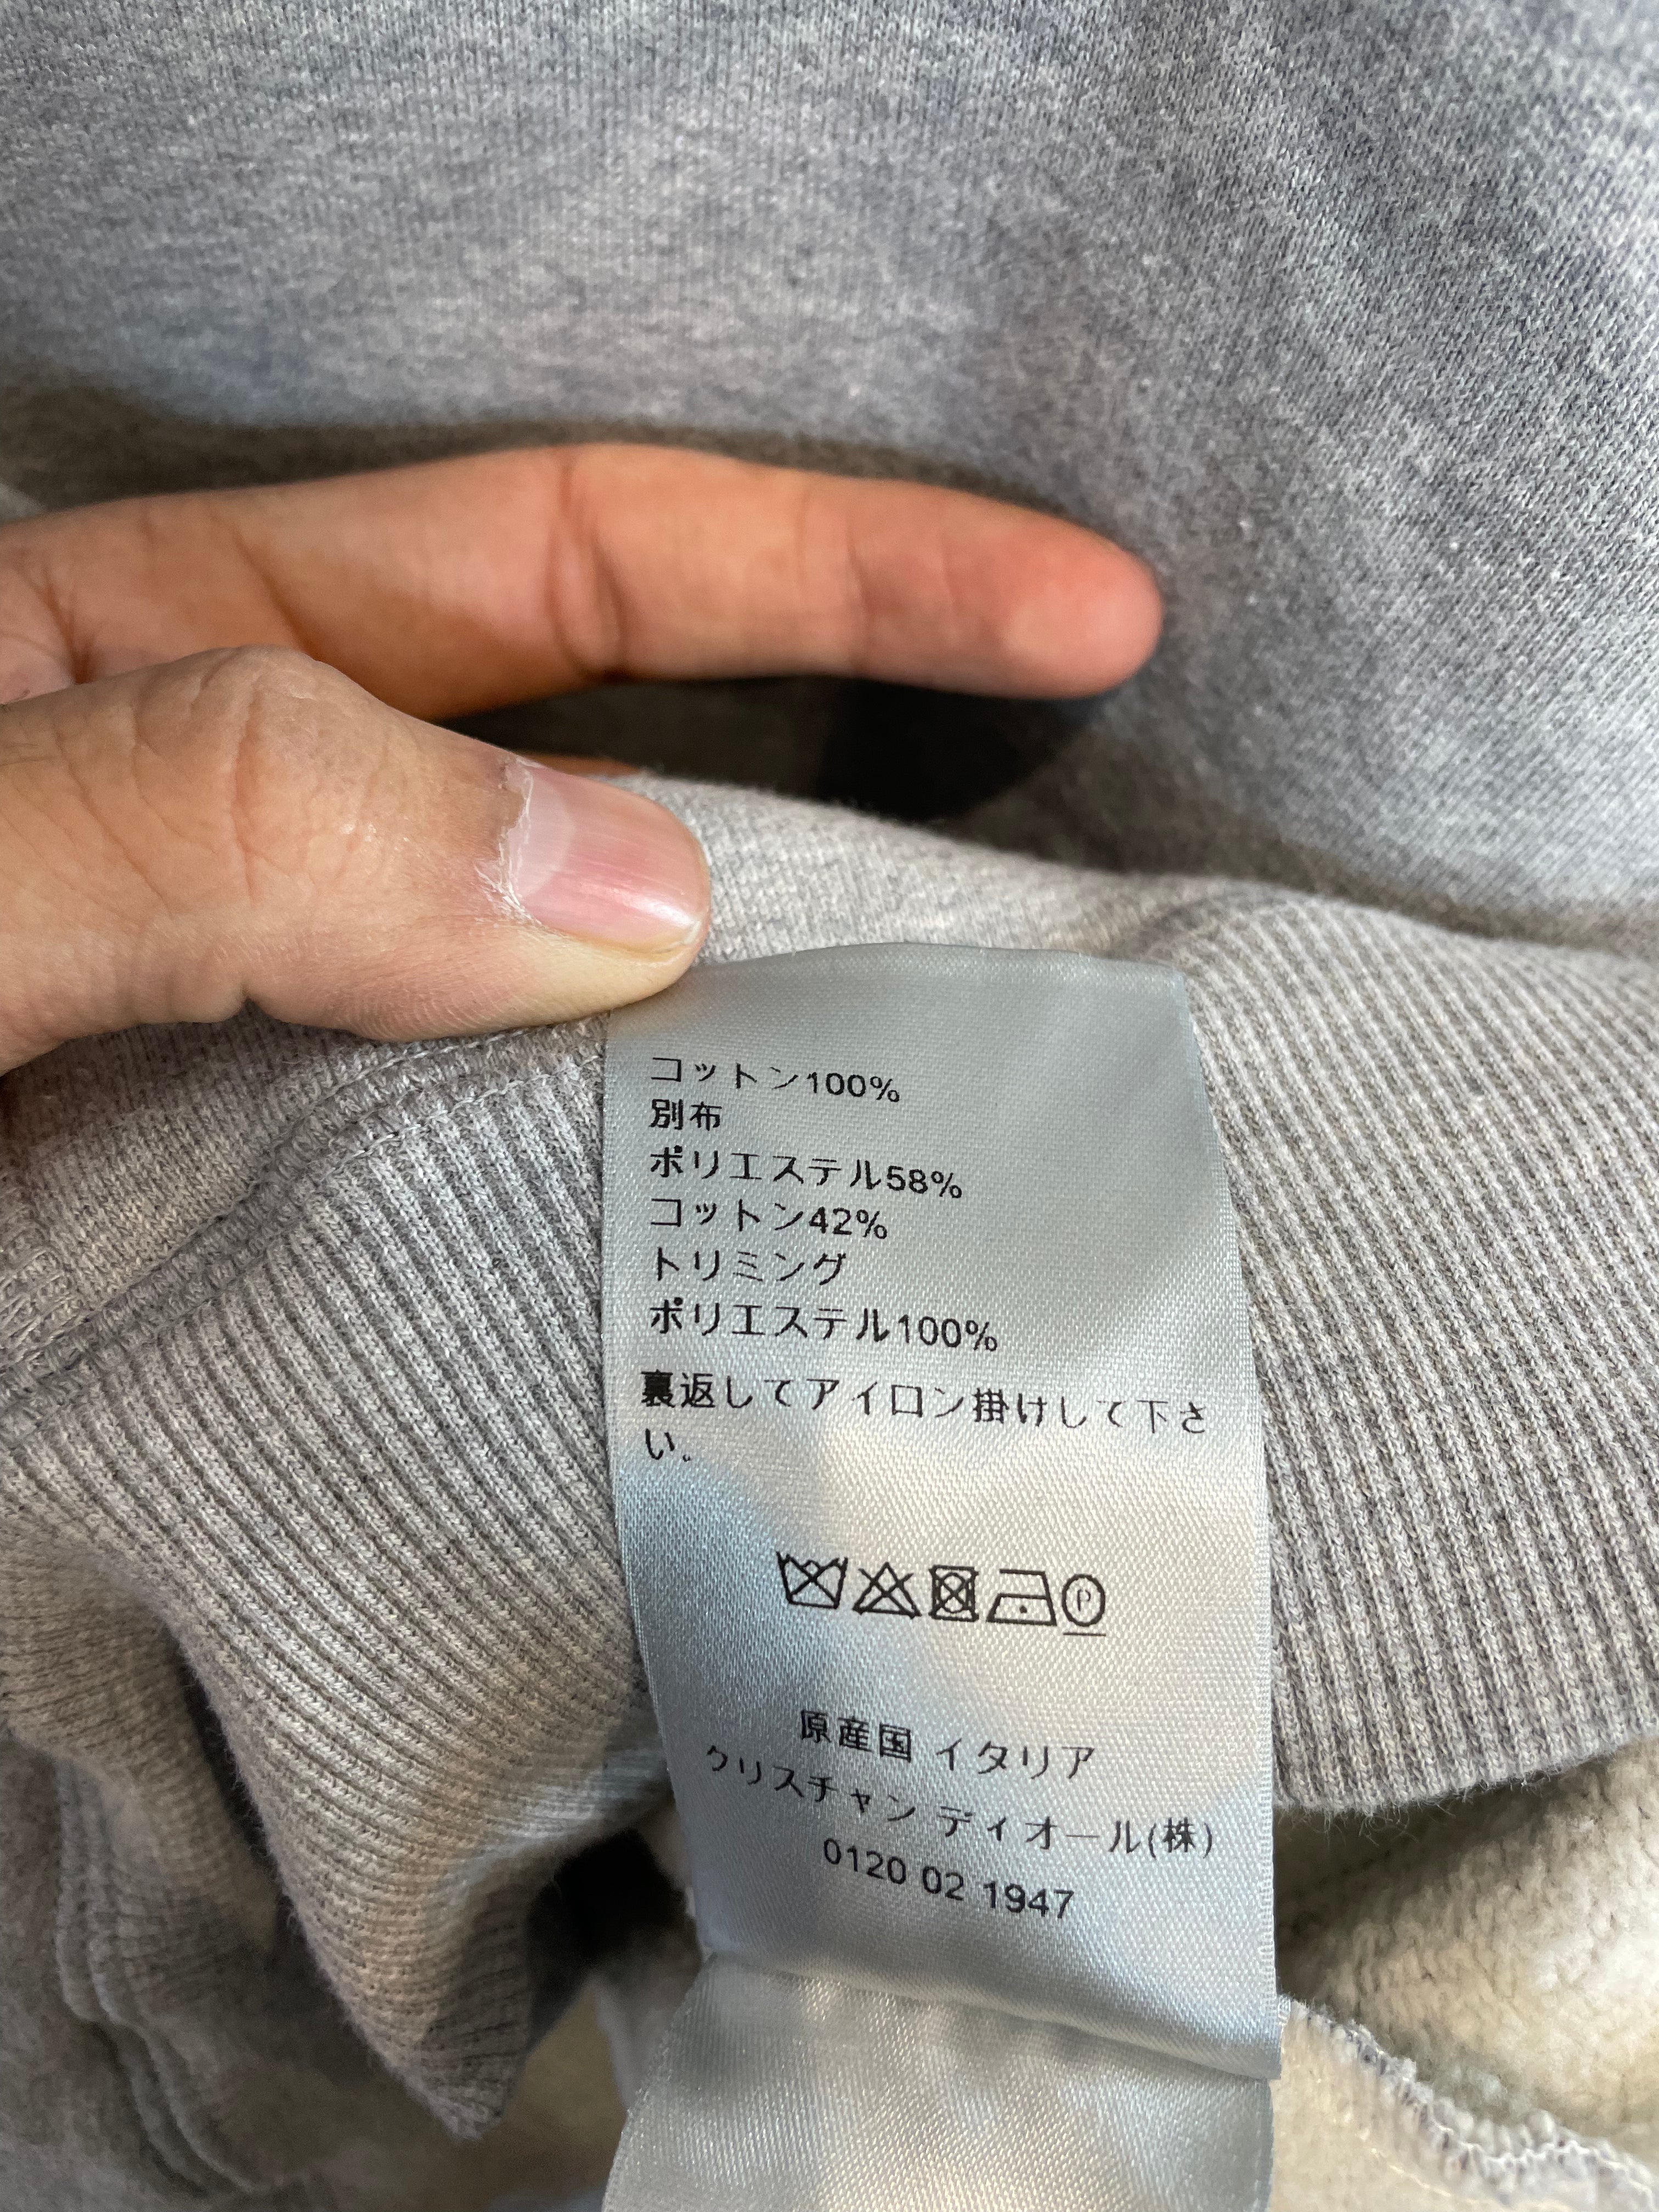 コットン100%
別布
ポリエステル58%
コットン42%
トリミング
ポリエステル100%
裏返してアイロン掛けして下さ
い。
P
原産国 イタリア
クリスチャン ディオール(株)
0120 02 1947